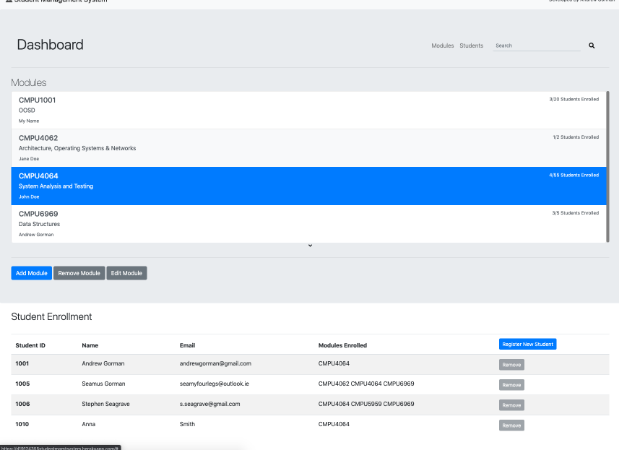 Student Management System
Dashboard
Modules Students Search
Modules
CMPU1001 3/20 Students Enrolled
OOSD
My Name
CMPU4062 1/2 Students Enrolled
Architecture, Operating Systems & Networks
Jane Doe
CMPU4064 4/55 Students Enrolled
System Analysis and Testing
John Doe
CMPU6969 3/5 Students Enrolled
Data Structures
Andrew Gorman
Add Module Remove Module Edit Module
Student Enrollment
Student ID Name Email Modules Enrolled Register New Student
1001 Andrew Gorman andrewgorman@gmail.com CMPU4064 Remove
1005 Seamus Gorman seamyfourlegs@outlook.ie CMPU4062 CMPU4064 CMPU6969 Remove
1006 Stephen Seagrave s.seagrave@gmail.com CMPU4064 CMPU5959 CMPU6969 Remove
1010 Anna Smith CMPU4064 Remove